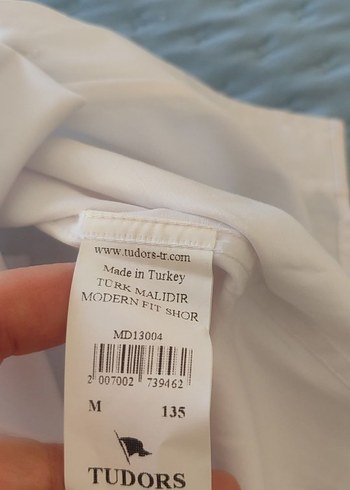 www.tudors-tr.com
Made in Turkey
TÜRK MALIDIR
MODERN FIT SHOR
MD13004
2 007002 739462
M 135
TUDORS